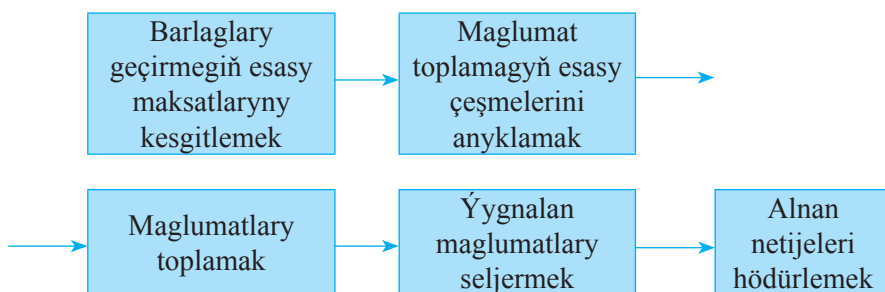 Barlaglary
geçirmegiň esasy
maksatlaryny
kesgitlemek
Maglumat
toplamagyň esasy
çeşmelerini
anyklamak
Maglumatlary
toplamak
Ýygnalan
maglumatlary
seljermek
Alnan
netijeleri
hödürlemek